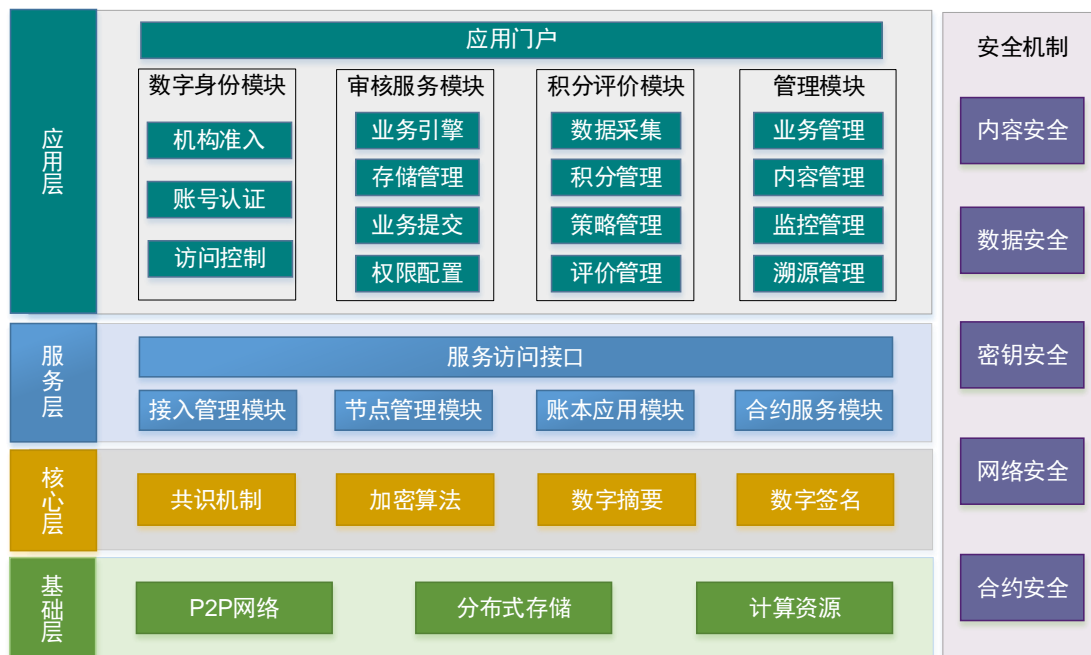 应用层
应用门户
数字身份模块
机构准入
账号认证
访问控制
审核服务模块
业务引擎
存储管理
业务提交
权限配置
积分评价模块
数据采集
积分管理
策略管理
评价管理
管理模块
业务管理
内容管理
监控管理
溯源管理
服务层
服务访问接口
接入管理模块
节点管理模块
账本应用模块
合约服务模块
核心层
共识机制
加密算法
数字摘要
数字签名
基础层
P2P网络
分布式存储
计算资源
安全机制
内容安全
数据安全
密钥安全
网络安全
合约安全